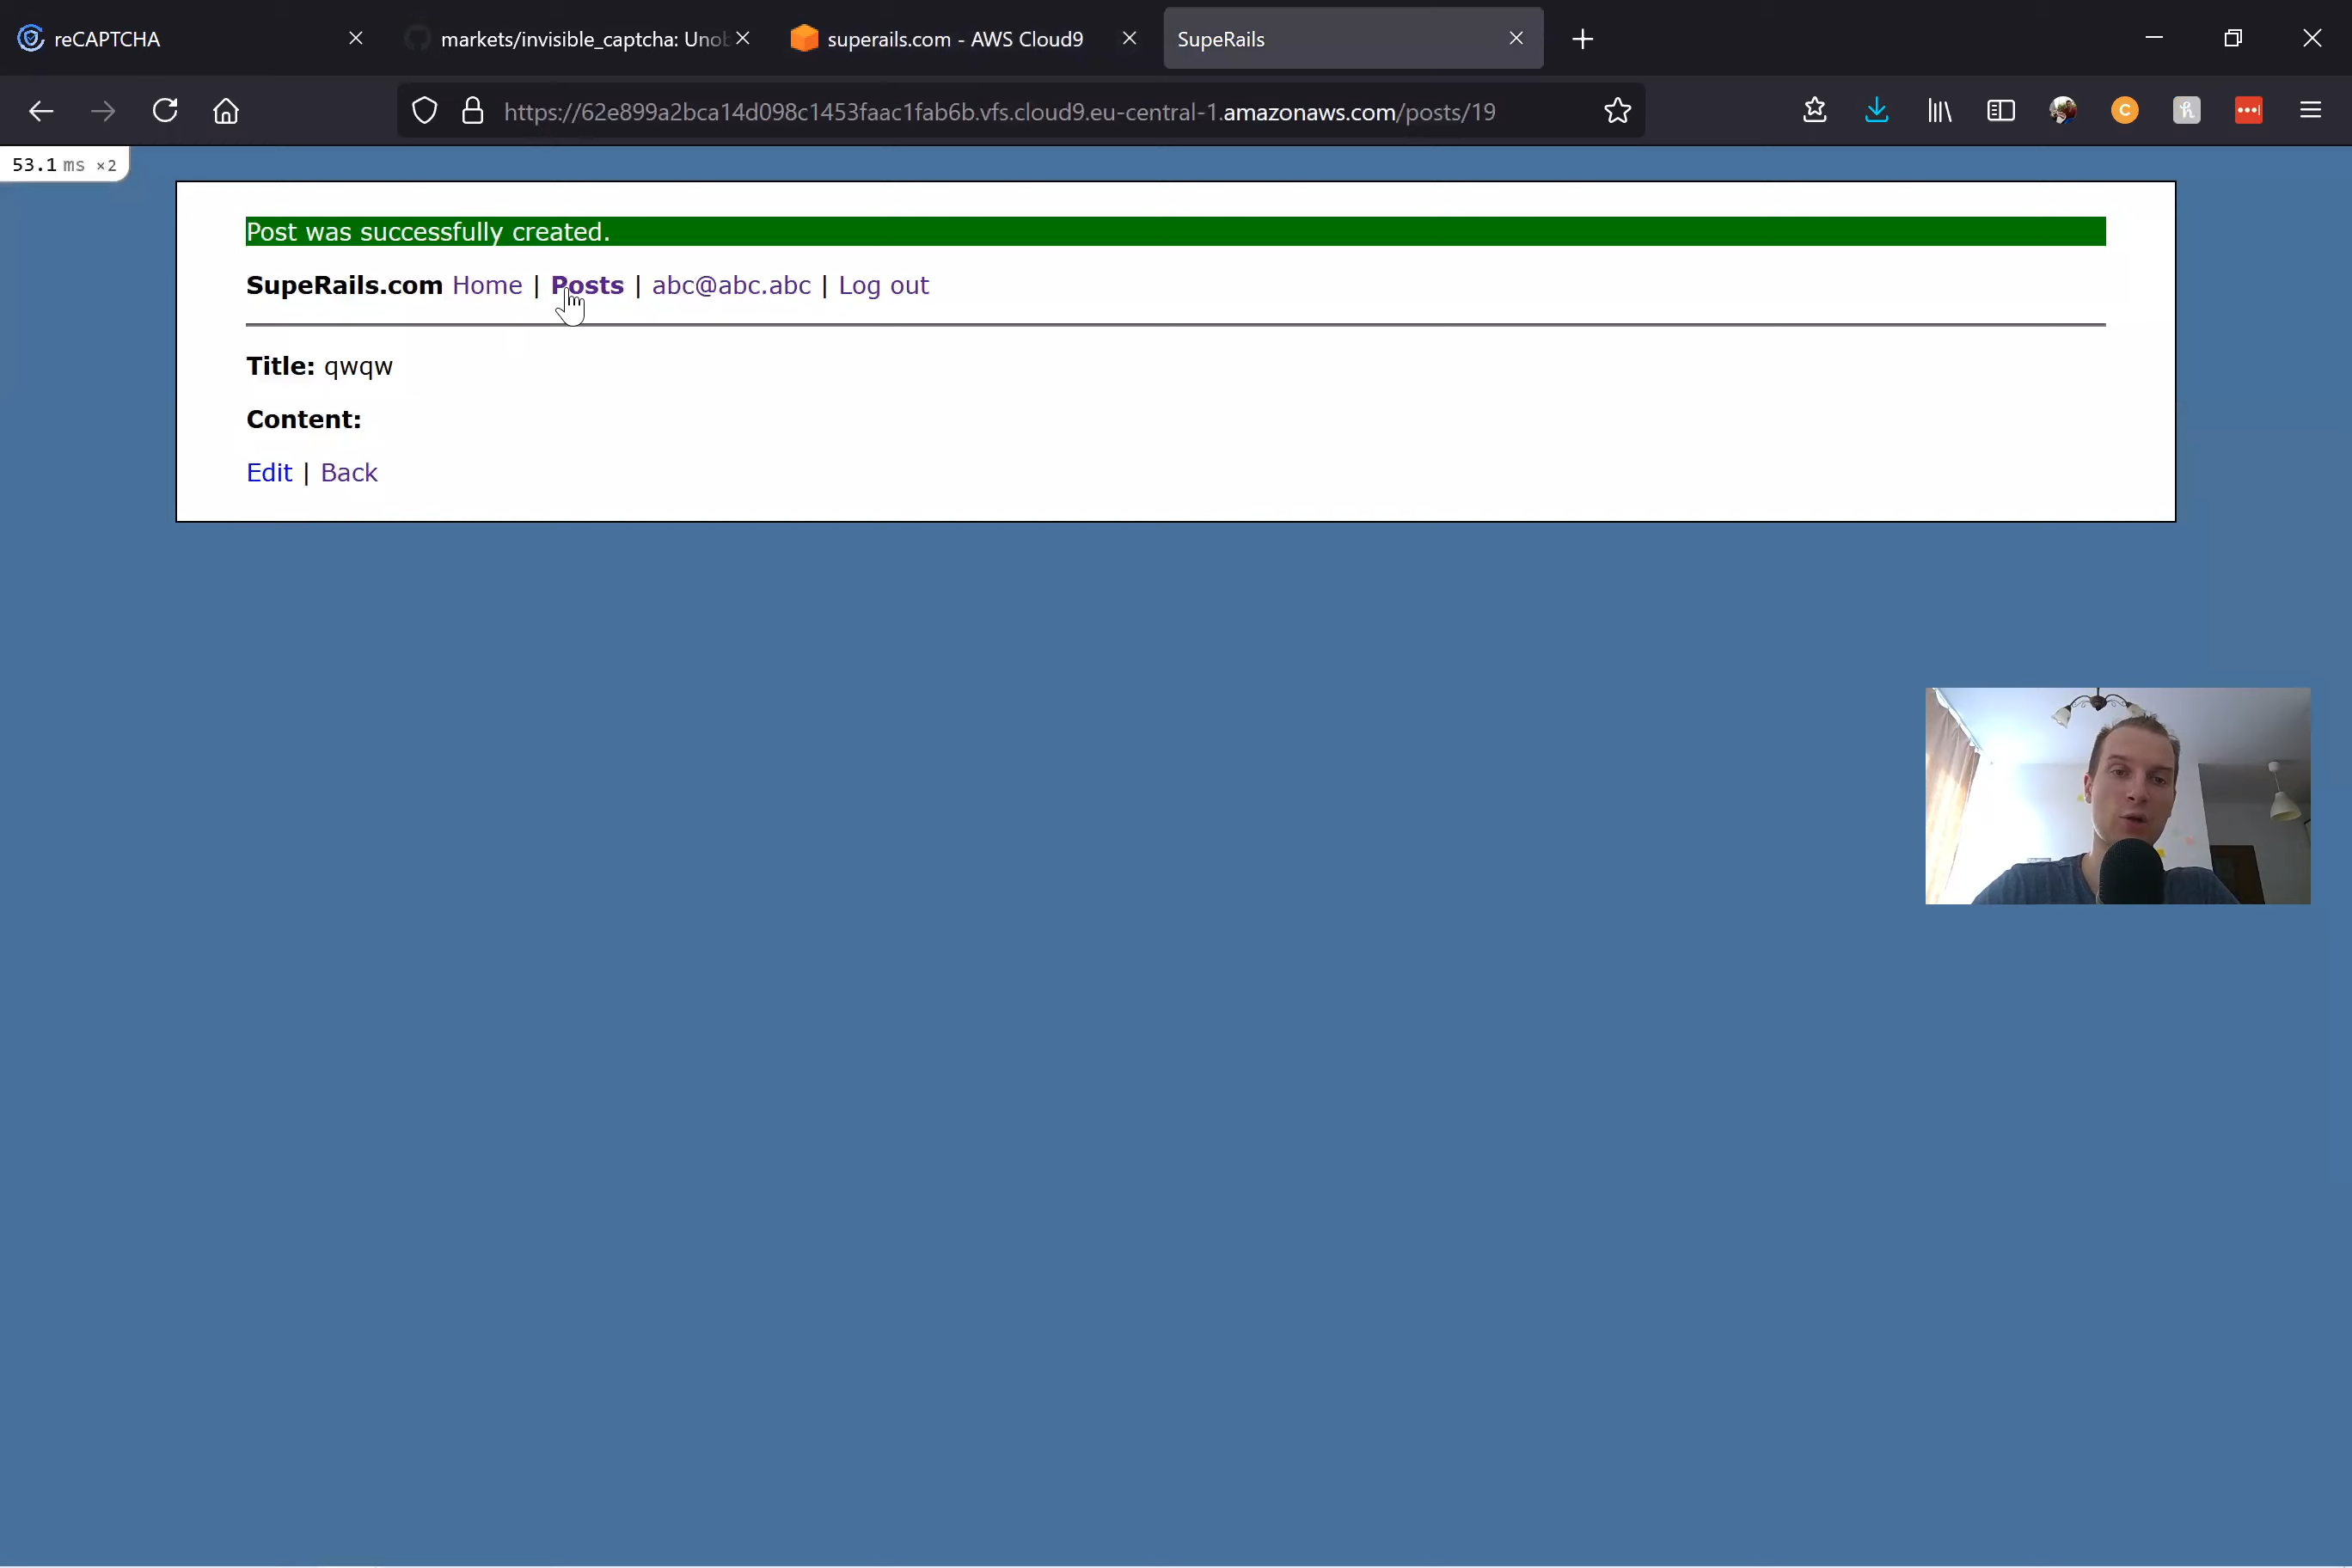 reCAPTCHA
markets/invisible_captcha: Unob
superails.com - AWS Cloud9
SupeRails
https://62e899a2bca14d098c1453faac1fab6b.vfs.cloud9.eu-central-1.amazonaws.com/posts/19
53.1 ms ×2
Post was successfully created.
SupeRails.com Home | Posts | abc@abc.abc | Log out
Title: qwqw
Content:
Edit | Back